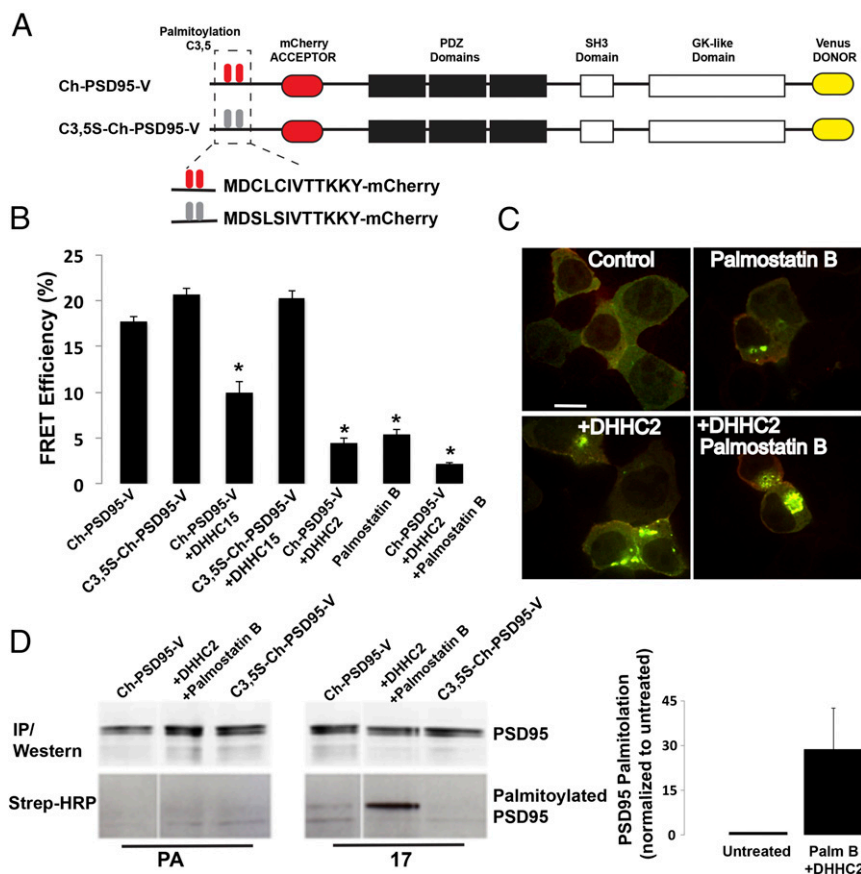 A
Palmitoylation
C3,5
mCherry
ACCEPTOR
PDZ
Domains
SH3
Domain
GK-like
Domain
Venus
DONOR
Ch-PSD95-V
C3,5S-Ch-PSD95-V
MDCLCIVTTKKY-mCherry
MDSLSIVTTKKY-mCherry
B
FRET Efficiency (%)
25
20
15
10
5
0
*
*
*
*
Ch-PSD95-V
C3,5S-Ch-PSD95-V
Ch-PSD95-V
+DHHC15
C3,5S-Ch-PSD95-V
+DHHC15
Ch-PSD95-V
+DHHC2
Palmostatin B
Ch-PSD95-V
+DHHC2
+Palmostatin B
C
Control
Palmostatin B
+DHHC2
+DHHC2
Palmostatin B
D
Ch-PSD95-V
+DHHC2
+Palmostatin B
C3,5S-Ch-PSD95-V
Ch-PSD95-V
+DHHC2
+Palmostatin B
C3,5S-Ch-PSD95-V
IP/
Western
PSD95
Strep-HRP
Palmitoylated
PSD95
PA
17
PSD95 Palmitolation
(normalized to untreated)
45
30
15
0
Untreated
Palm B
+DHHC2